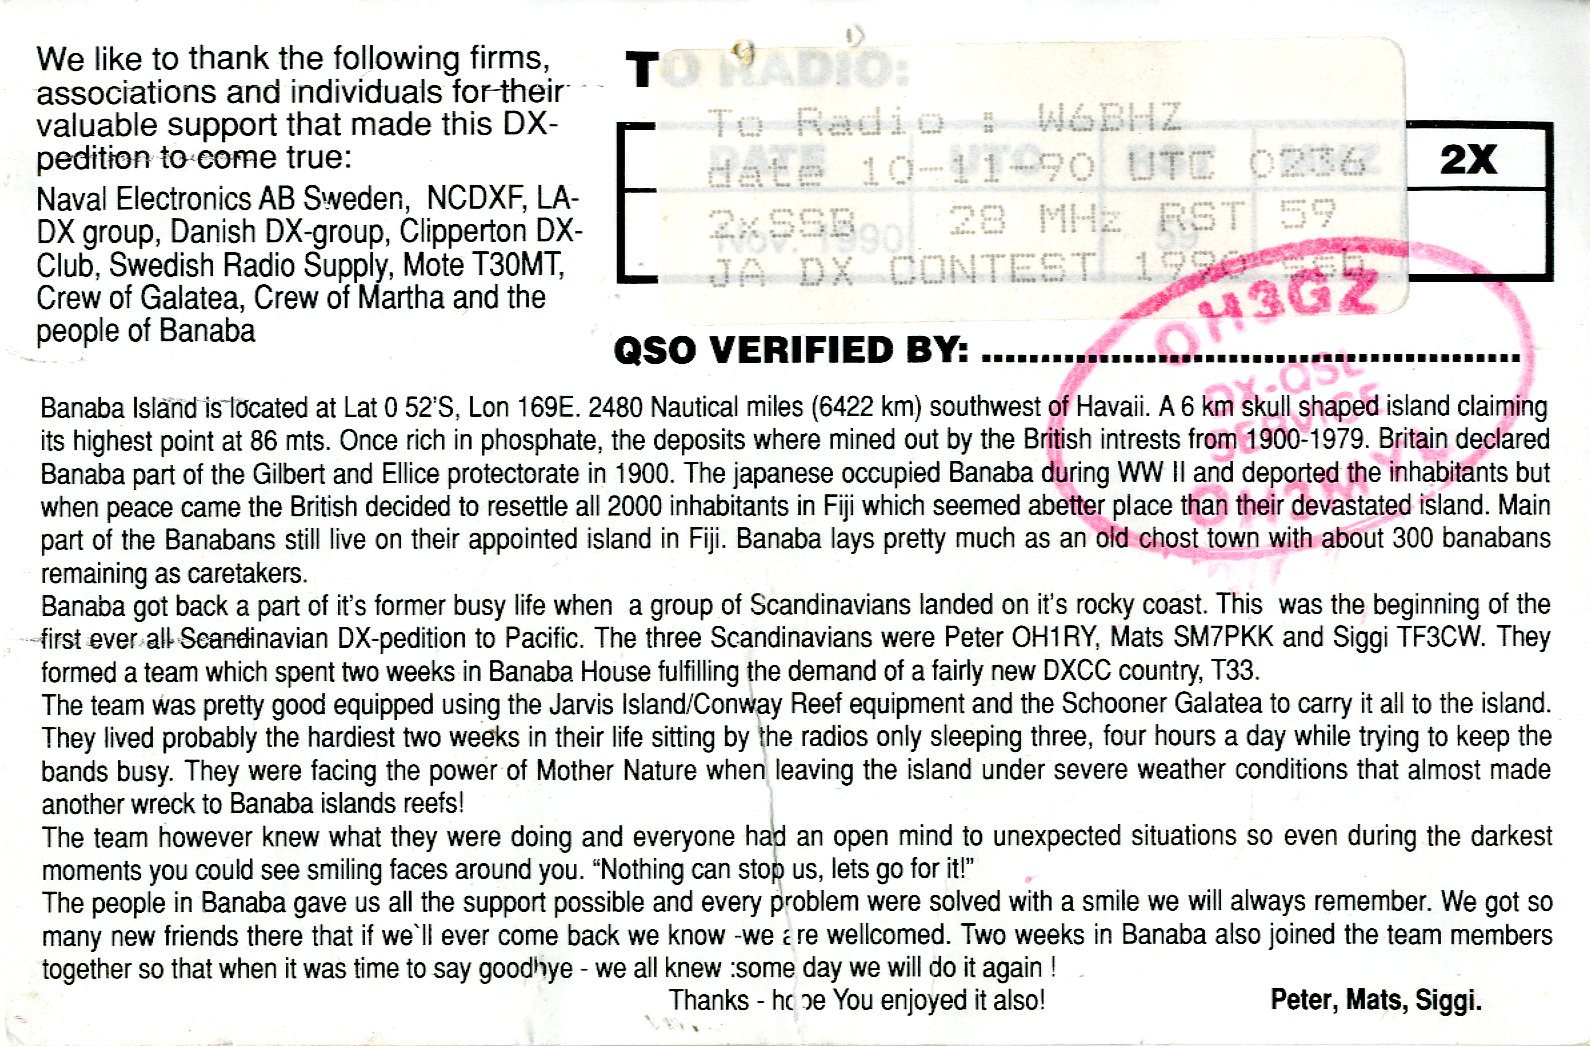 We like to thank the following firms,
associations and individuals for their
valuable support that made this DX-
pedition to come true:
Naval Electronics AB Sweden, NCDXF, LA-
DX group, Danish DX-group, Clipperton DX-
Club, Swedish Radio Supply, Mote T30MT,
Crew of Galatea, Crew of Martha and the
people of Banaba
TO RADIO:
To Radio : W6BHZ
DATE UTC
date 10-11-90 UTC 0236
2X
2xSSB 28 MHz RST 59
Nov. 1990 59
JA DX CONTEST 1990 SSB
QSO VERIFIED BY:
OH3GZ
DX-QSL
SERVICE
Banaba Island is located at Lat 0 52'S, Lon 169E. 2480 Nautical miles (6422 km) southwest of Havaii. A 6 km skull shaped island claiming
its highest point at 86 mts. Once rich in phosphate, the deposits where mined out by the British intrests from 1900-1979. Britain declared
Banaba part of the Gilbert and Ellice protectorate in 1900. The japanese occupied Banaba during WW II and deported the inhabitants but
when peace came the British decided to resettle all 2000 inhabitants in Fiji which seemed abetter place than their devastated island. Main
part of the Banabans still live on their appointed island in Fiji. Banaba lays pretty much as an old chost town with about 300 banabans
remaining as caretakers.
Banaba got back a part of it's former busy life when a group of Scandinavians landed on it's rocky coast. This was the beginning of the
first ever all Scandinavian DX-pedition to Pacific. The three Scandinavians were Peter OH1RY, Mats SM7PKK and Siggi TF3CW. They
formed a team which spent two weeks in Banaba House fulfilling the demand of a fairly new DXCC country, T33.
The team was pretty good equipped using the Jarvis Island/Conway Reef equipment and the Schooner Galatea to carry it all to the island.
They lived probably the hardiest two weeks in their life sitting by the radios only sleeping three, four hours a day while trying to keep the
bands busy. They were facing the power of Mother Nature when leaving the island under severe weather conditions that almost made
another wreck to Banaba islands reefs!
The team however knew what they were doing and everyone had an open mind to unexpected situations so even during the darkest
moments you could see smiling faces around you. "Nothing can stop us, lets go for it!"
The people in Banaba gave us all the support possible and every problem were solved with a smile we will always remember. We got so
many new friends there that if we`ll ever come back we know -we are wellcomed. Two weeks in Banaba also joined the team members
together so that when it was time to say goodbye - we all knew :some day we will do it again !
Thanks - hope You enjoyed it also!
Peter, Mats, Siggi.